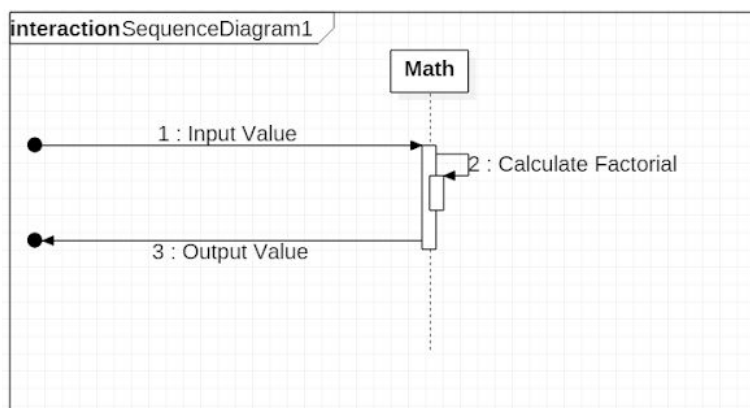 interaction SequenceDiagram1
Math
1 : Input Value
2 : Calculate Factorial
3 : Output Value